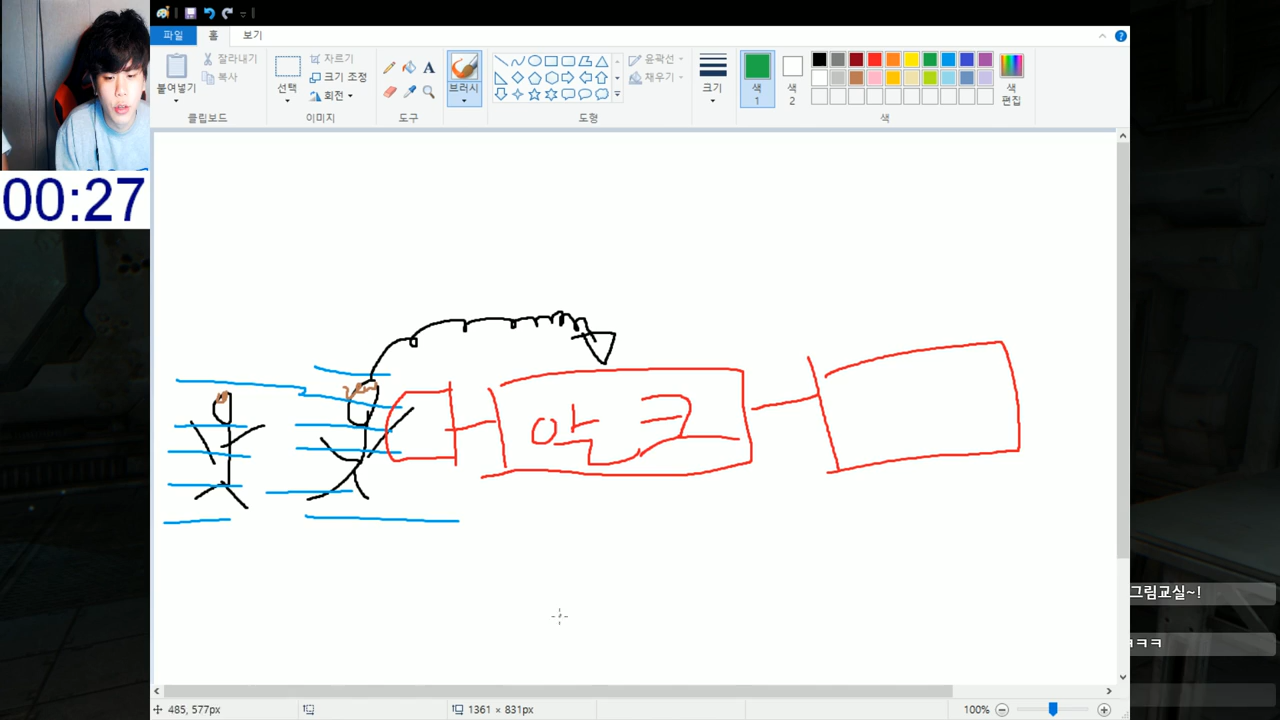 파일
홈
보기
붙여넣기
잘라내기
복사
클립보드
선택
자르기
크기 조정
회전
이미지
A
도구
브러시
윤곽선
채우기
도형
크기
색
1
색
2
색
편집
색
00:27
그림교실~!
ㅋㅋ
485, 577px
1361 × 831px
100%